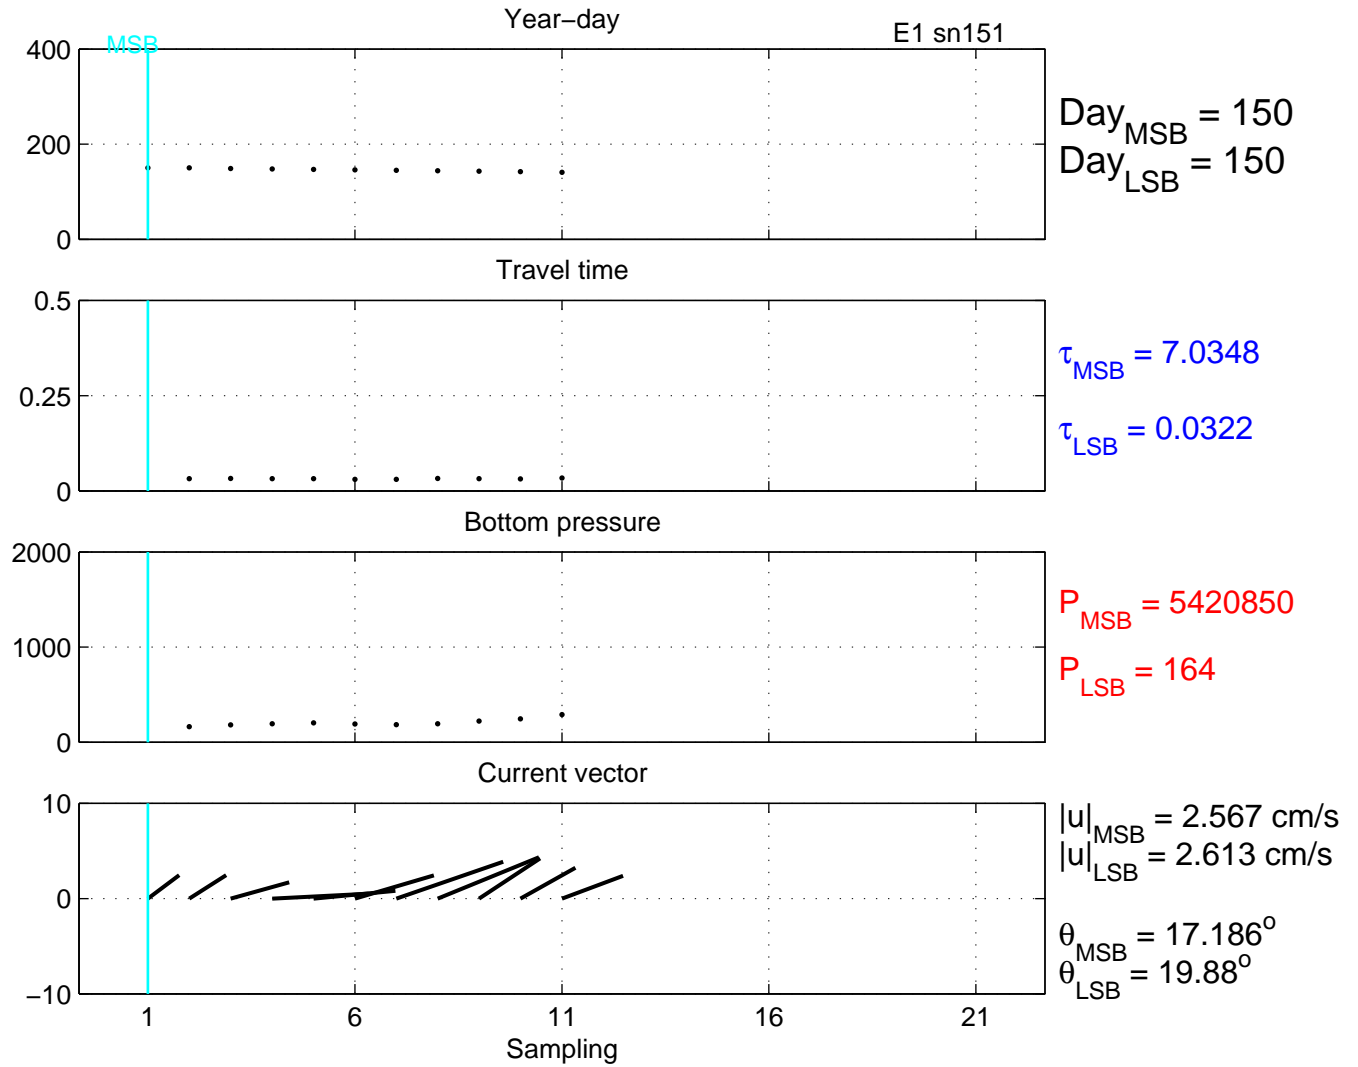 Year−day
E1 sn151
MSB
400
200
0
Day_MSB = 150
Day_LSB = 150
Travel time
0.5
0.25
0
τ_MSB = 7.0348
τ_LSB = 0.0322
Bottom pressure
2000
1000
0
P_MSB = 5420850
P_LSB = 164
Current vector
10
0
−10
|u|_MSB = 2.567 cm/s
|u|_LSB = 2.613 cm/s
θ_MSB = 17.186°
θ_LSB = 19.88°
1 6 11 16 21
Sampling